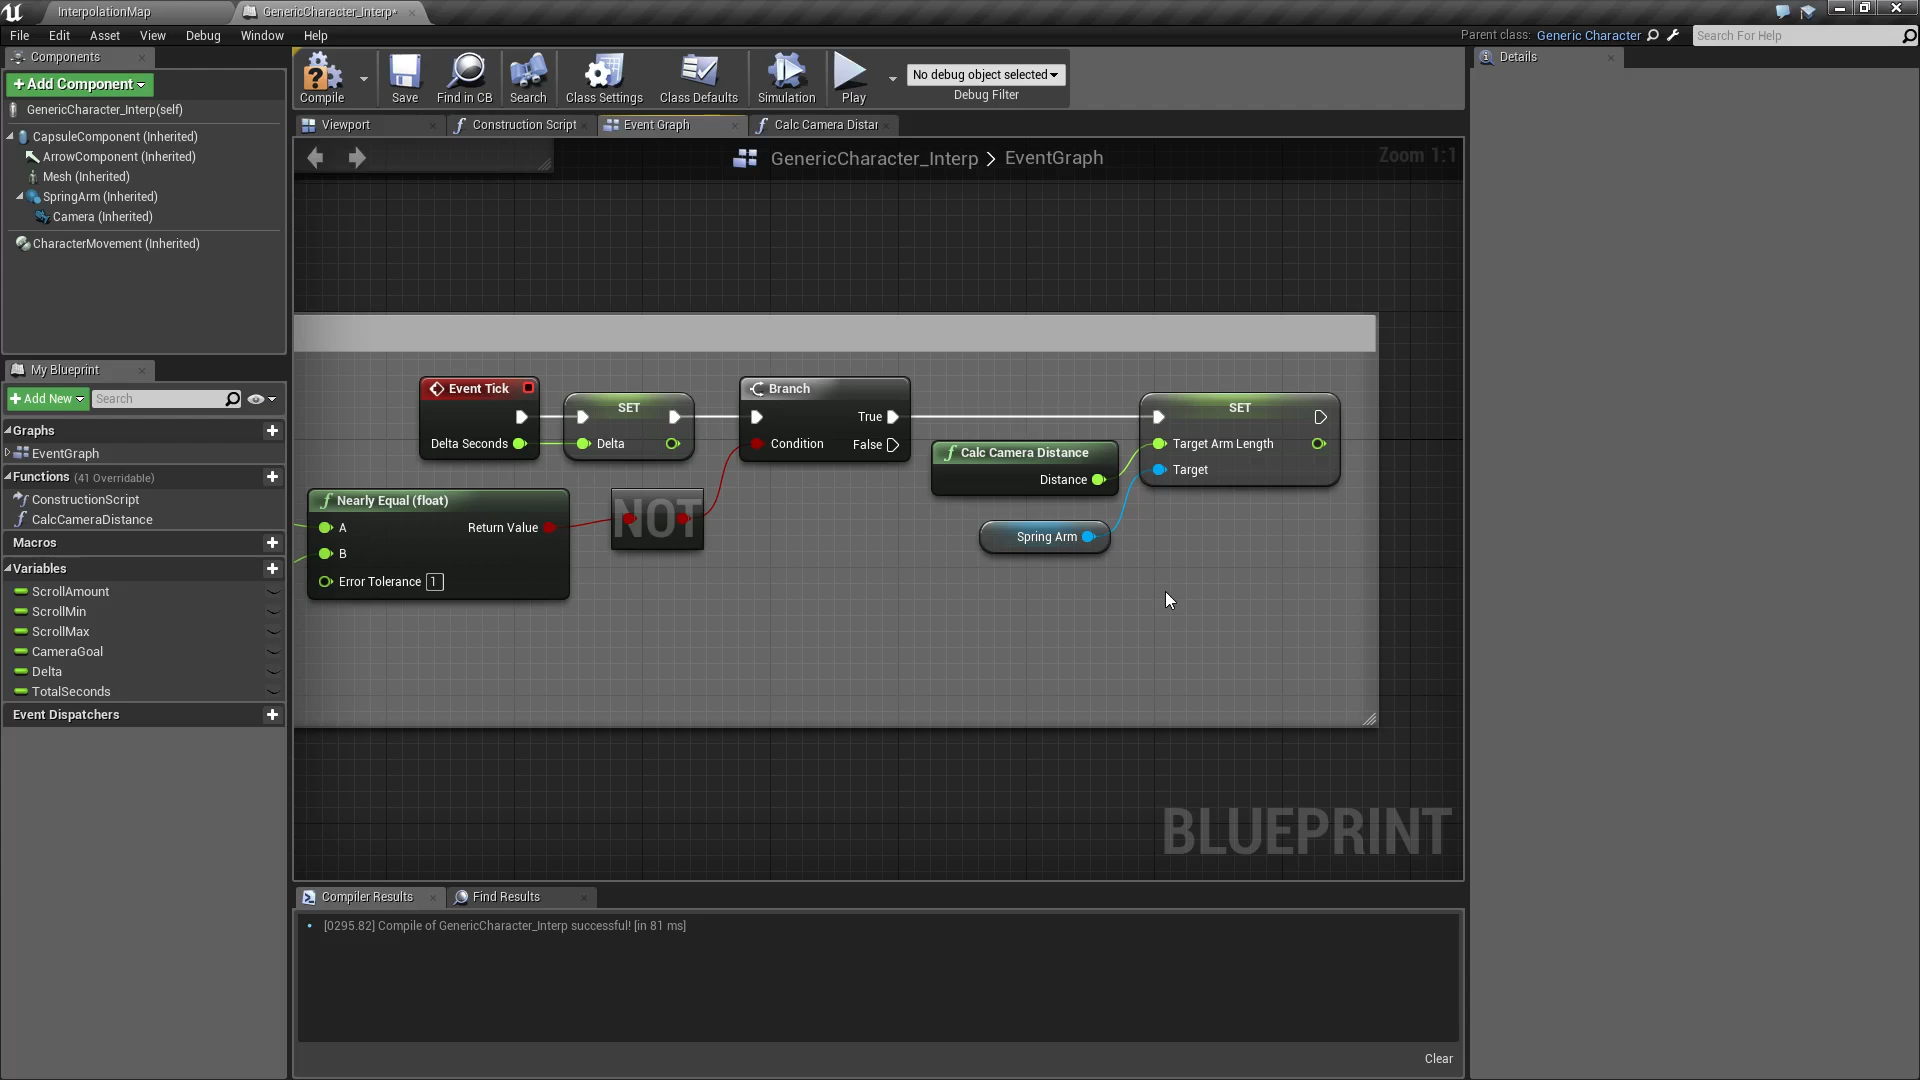 InterpolationMap
GenericCharacter_Interp*
File Edit Asset View Debug Window Help
Parent class: Generic Character
Search For Help
Components
Add Component
GenericCharacter_Interp(self)
CapsuleComponent (Inherited)
ArrowComponent (Inherited)
Mesh (Inherited)
SpringArm (Inherited)
Camera (Inherited)
CharacterMovement (Inherited)
My Blueprint
Add New
Search
Graphs
EventGraph
Functions (41 Overridable)
ConstructionScript
CalcCameraDistance
Macros
Variables
ScrollAmount
ScrollMin
ScrollMax
CameraGoal
Delta
TotalSeconds
Event Dispatchers
Compile
Save
Find in CB
Search
Class Settings
Class Defaults
Simulation
Play
No debug object selected
Debug Filter
Viewport
Construction Script
Event Graph
Calc Camera Distar
GenericCharacter_Interp > EventGraph
Zoom 1:1
Event Tick
Delta Seconds
SET
Delta
Branch
True
Condition
False
Calc Camera Distance
Distance
SET
Target Arm Length
Target
Spring Arm
Nearly Equal (float)
A
Return Value
B
Error Tolerance 1
NOT
BLUEPRINT
Compiler Results
Find Results
[0295.82] Compile of GenericCharacter_Interp successful! [in 81 ms]
Clear
Details